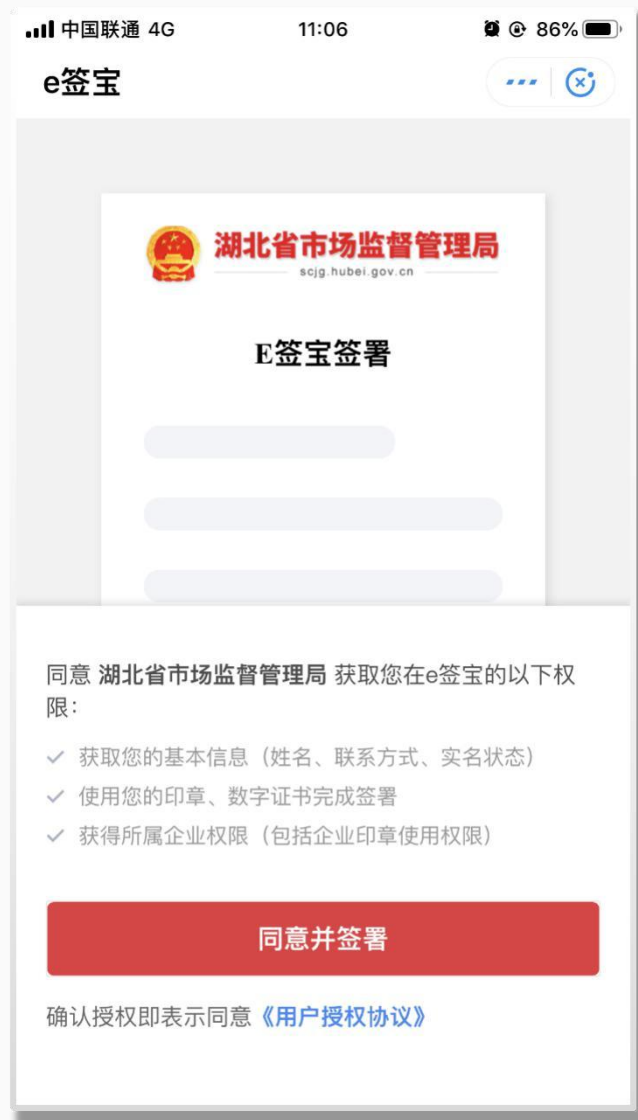 中国联通 4G 11:06 86%
e签宝
湖北省市场监督管理局
scjg.hubei.gov.cn
E签宝签署
同意 湖北省市场监督管理局 获取您在e签宝的以下权
限：
获取您的基本信息（姓名、联系方式、实名状态）
使用您的印章、数字证书完成签署
获得所属企业权限（包括企业印章使用权限）
同意并签署
确认授权即表示同意《用户授权协议》